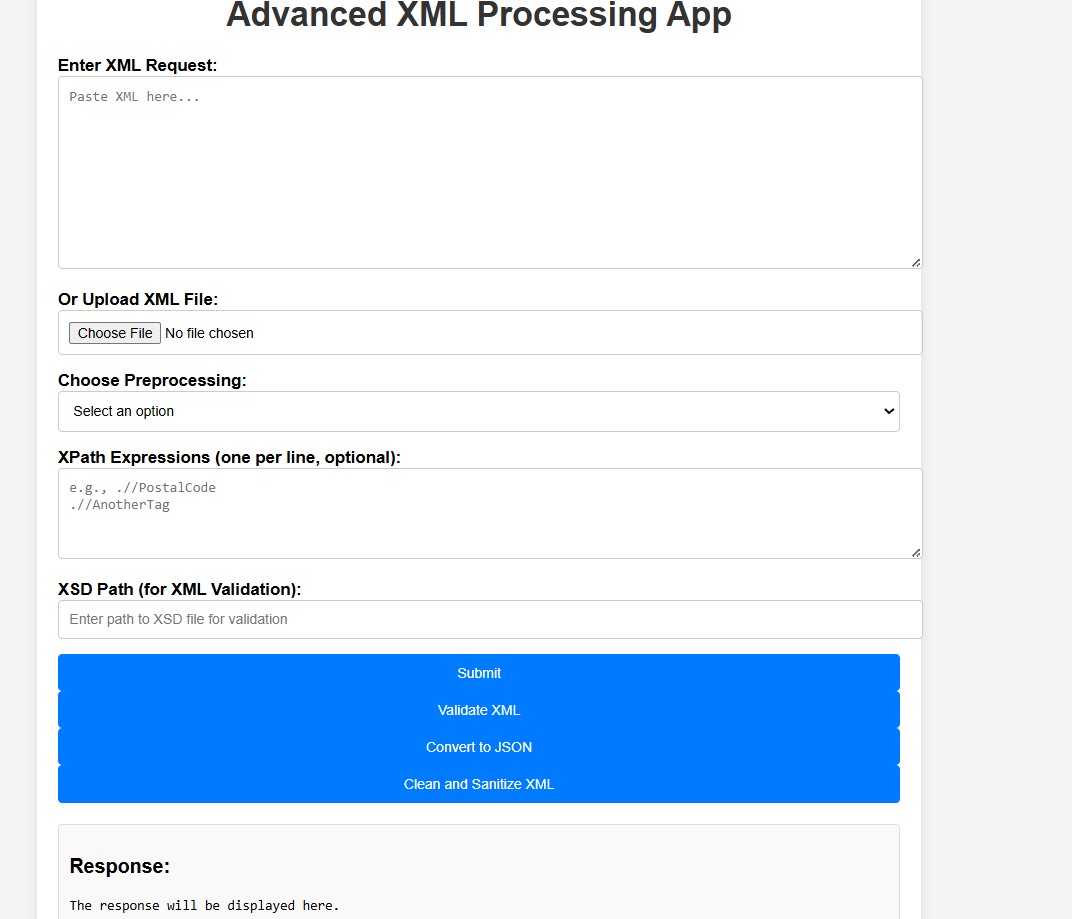 Advanced XML Processing App
Enter XML Request:
Paste XML here...
Or Upload XML File:
Choose File No file chosen
Choose Preprocessing:
Select an option
XPath Expressions (one per line, optional):
e.g., .//PostalCode
.//AnotherTag
XSD Path (for XML Validation):
Enter path to XSD file for validation
Submit
Validate XML
Convert to JSON
Clean and Sanitize XML
Response:
The response will be displayed here.